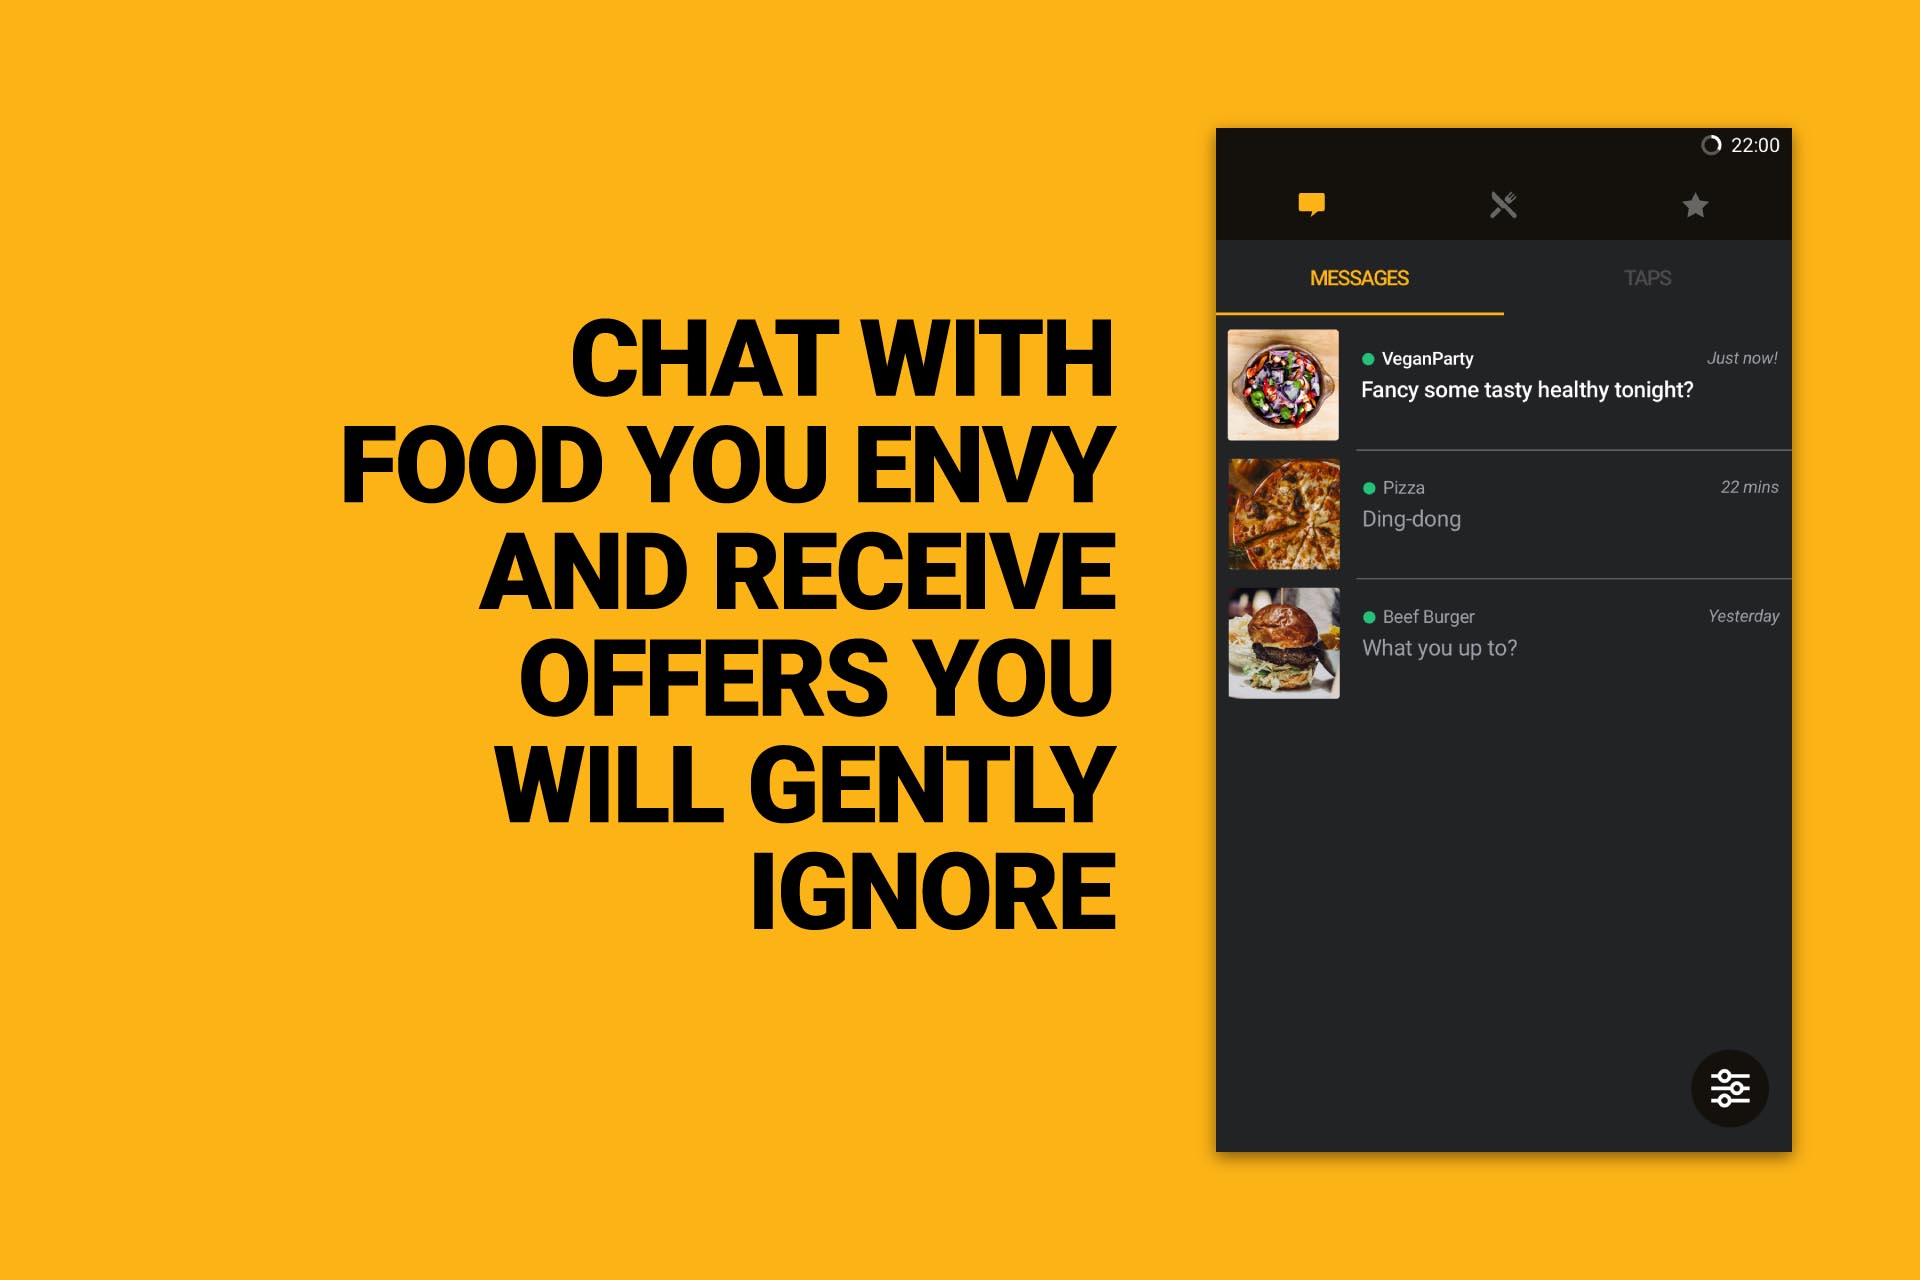 CHAT WITH
FOOD YOU ENVY
AND RECEIVE
OFFERS YOU
WILL GENTLY
IGNORE
22:00
MESSAGES
TAPS
VeganParty
Just now!
Fancy some tasty healthy tonight?
Pizza
22 mins
Ding-dong
Beef Burger
Yesterday
What you up to?